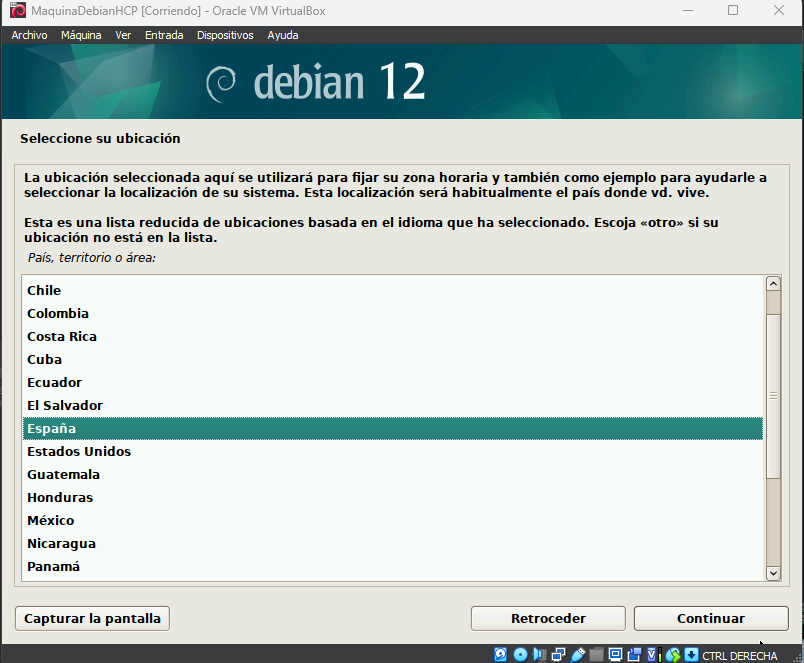 MaquinaDebianHCP [Corriendo] - Oracle VM VirtualBox
Archivo Máquina Ver Entrada Dispositivos Ayuda
debian 12
Seleccione su ubicación
La ubicación seleccionada aquí se utilizará para fijar su zona horaria y también como ejemplo para ayudarle a
seleccionar la localización de su sistema. Esta localización será habitualmente el país donde vd. vive.
Esta es una lista reducida de ubicaciones basada en el idioma que ha seleccionado. Escoja «otro» si su
ubicación no está en la lista.
País, territorio o área:
Chile
Colombia
Costa Rica
Cuba
Ecuador
El Salvador
España
Estados Unidos
Guatemala
Honduras
México
Nicaragua
Panamá
Capturar la pantalla
Retroceder
Continuar
CTRL DERECHA